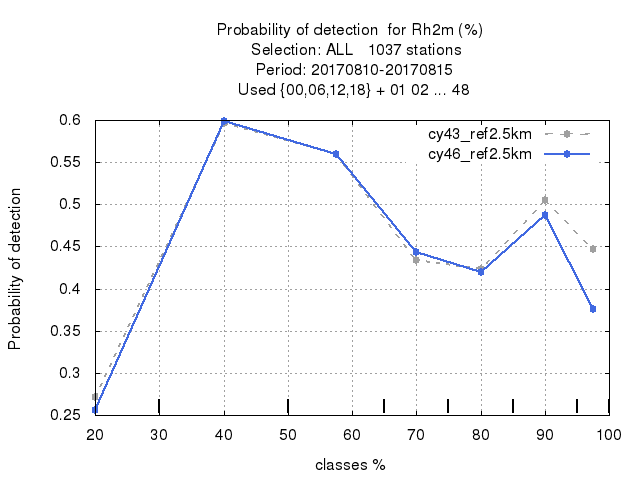 Probability of detection  for Rh2m (%)
Selection: ALL   1037 stations
Period: 20170810-20170815
Used {00,06,12,18} + 01 02 ... 48
cy43_ref2.5km
cy46_ref2.5km
Probability of detection
0.6
0.55
0.5
0.45
0.4
0.35
0.3
0.25
20 30 40 50 60 70 80 90 100
classes %